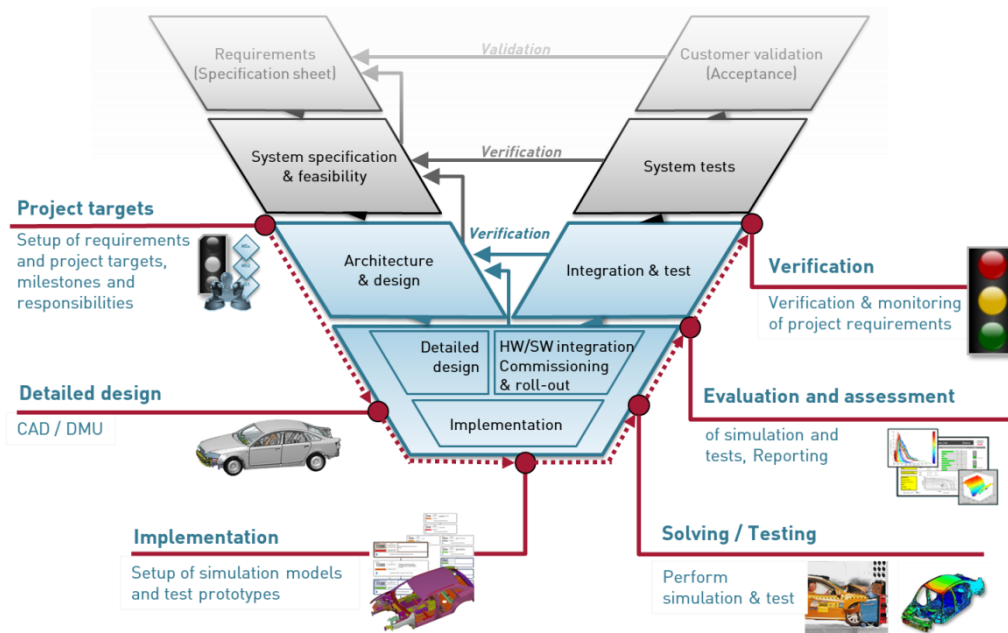 Requirements
(Specification sheet)
Validation
Customer validation
(Acceptance)
System specification
& feasibility
Verification
System tests
Project targets
Setup of requirements
and project targets,
milestones and
responsibilities
Architecture
& design
Verification
Integration & test
Verification
Verification & monitoring
of project requirements
Detailed
design
HW/SW integration
Commissioning
& roll-out
Implementation
Detailed design
CAD / DMU
Evaluation and assessment
of simulation and
tests, Reporting
Implementation
Setup of simulation models
and test prototypes
Solving / Testing
Perform
simulation & test